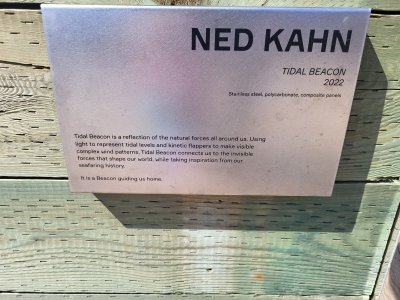 NED KAHN
TIDAL BEACON
2022
Stainless steel, polycarbonate, composite panels
Tidal Beacon is a reflection of the natural forces all around us. Using
light to represent tidal levels and kinetic flappers to make visible
complex wind patterns, Tidal Beacon connects us to the invisible
forces that shape our world, while taking inspiration from our
seafaring history.
It is a Beacon guiding us home.